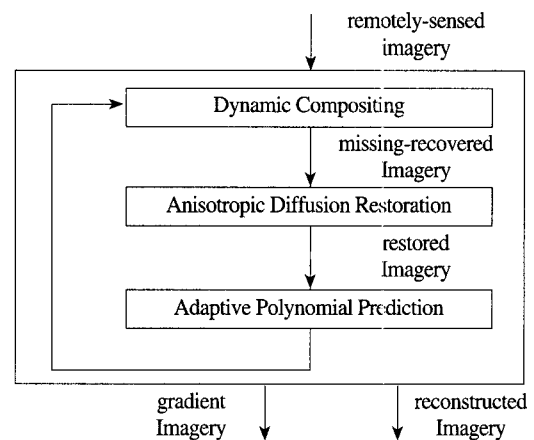 remotely-sensed
imagery
Dynamic Compositing
missing-recovered
Imagery
Anisotropic Diffusion Restoration
restored
Imagery
Adaptive Polynomial Prediction
gradient
Imagery
reconstructed
Imagery